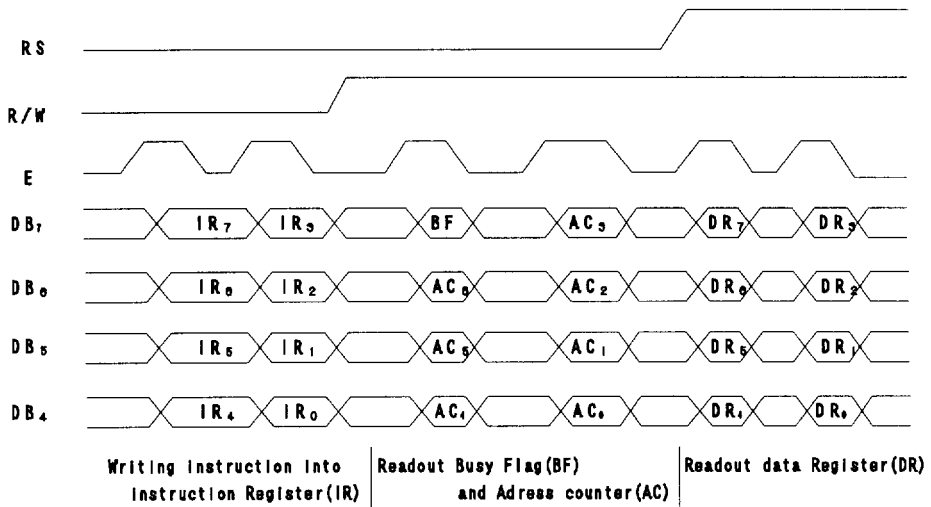 RS
R/W
E
DB₇ IR₇ IR₃ BF AC₃ DR₇ DR₃
DB₆ IR₆ IR₂ AC₆ AC₂ DR₆ DR₂
DB₅ IR₅ IR₁ AC₅ AC₁ DR₅ DR₁
DB₄ IR₄ IR₀ AC₄ AC₀ DR₄ DR₀
Writing instruction into
instruction Register(IR)
Readout Busy Flag(BF)
and Adress counter(AC)
Readout data Register(DR)